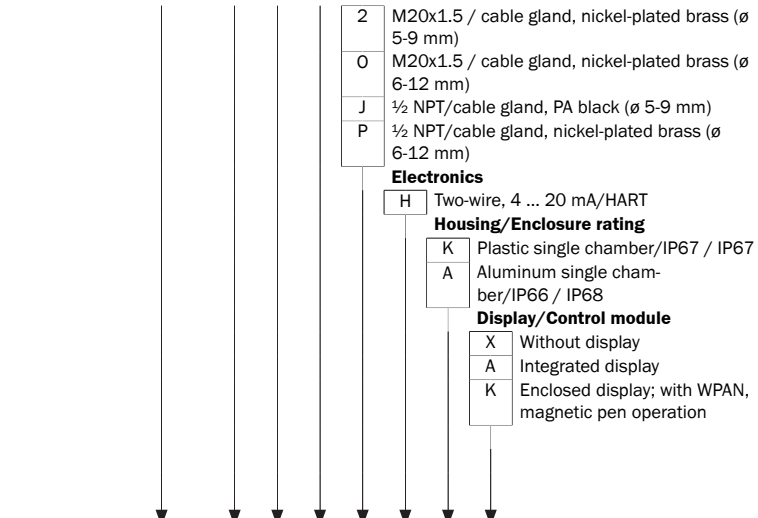 2 M20x1.5 / cable gland, nickel-plated brass (ø
5-9 mm)
O M20x1.5 / cable gland, nickel-plated brass (ø
6-12 mm)
J ½ NPT/cable gland, PA black (ø 5-9 mm)
P ½ NPT/cable gland, nickel-plated brass (ø
6-12 mm)
Electronics
H Two-wire, 4 ... 20 mA/HART
Housing/Enclosure rating
K Plastic single chamber/IP67 / IP67
A Aluminum single cham-
ber/IP66 / IP68
Display/Control module
X Without display
A Integrated display
K Enclosed display; with WPAN,
magnetic pen operation